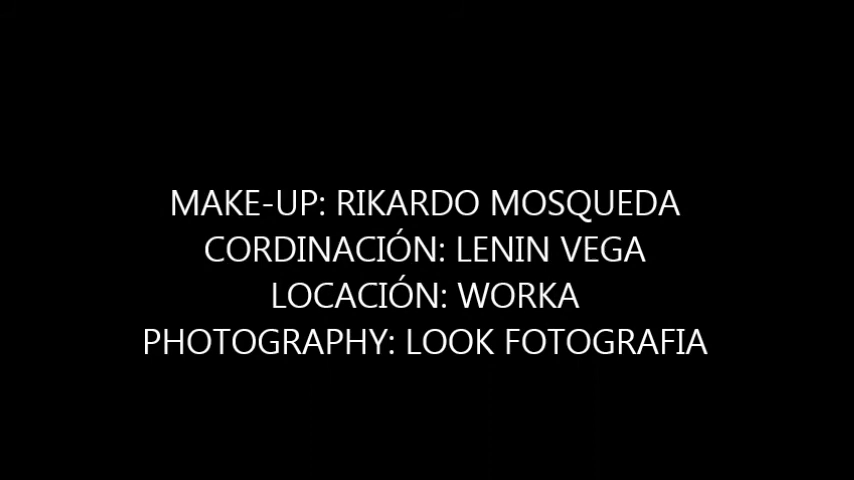 MAKE-UP: RIKARDO MOSQUEDA
CORDINACIÓN: LENIN VEGA
LOCACIÓN: WORKA
PHOTOGRAPHY: LOOK FOTOGRAFIA